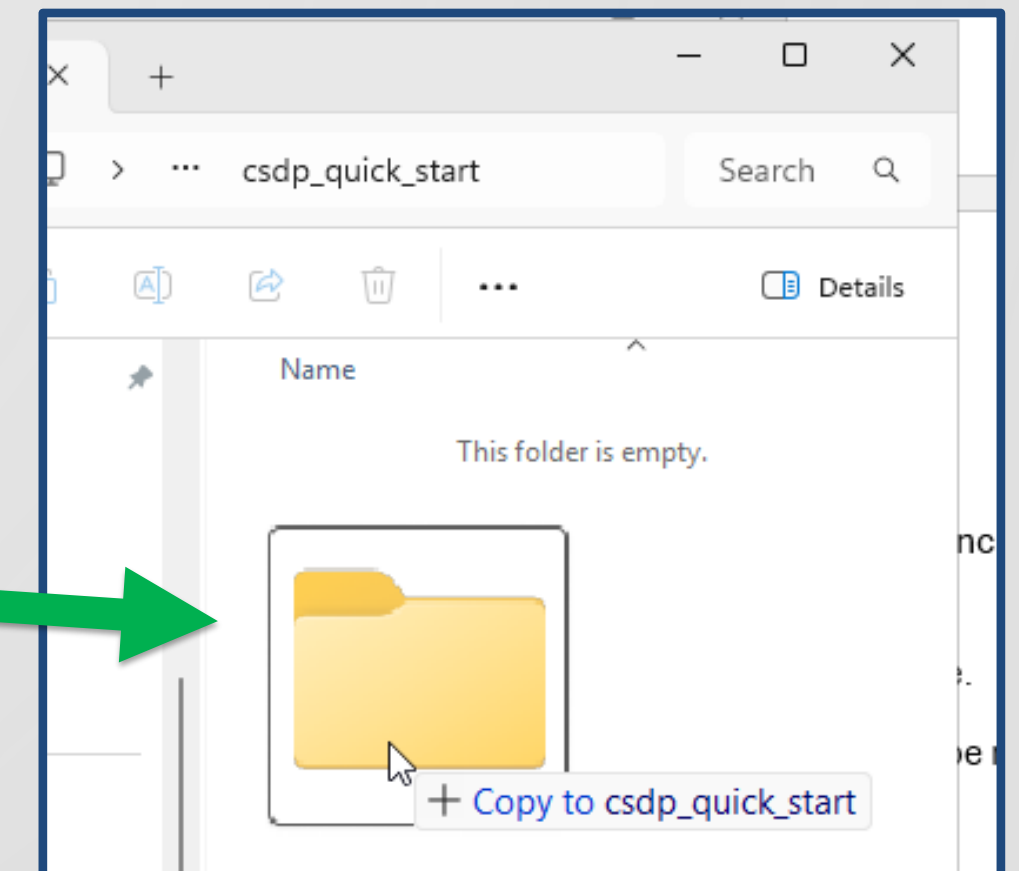 csdp_quick_start
Search
Details
Name
This folder is empty.
+ Copy to csdp_quick_start